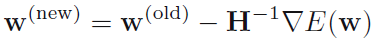 w^(new) = w^(old) − H^−1 ∇E(w)